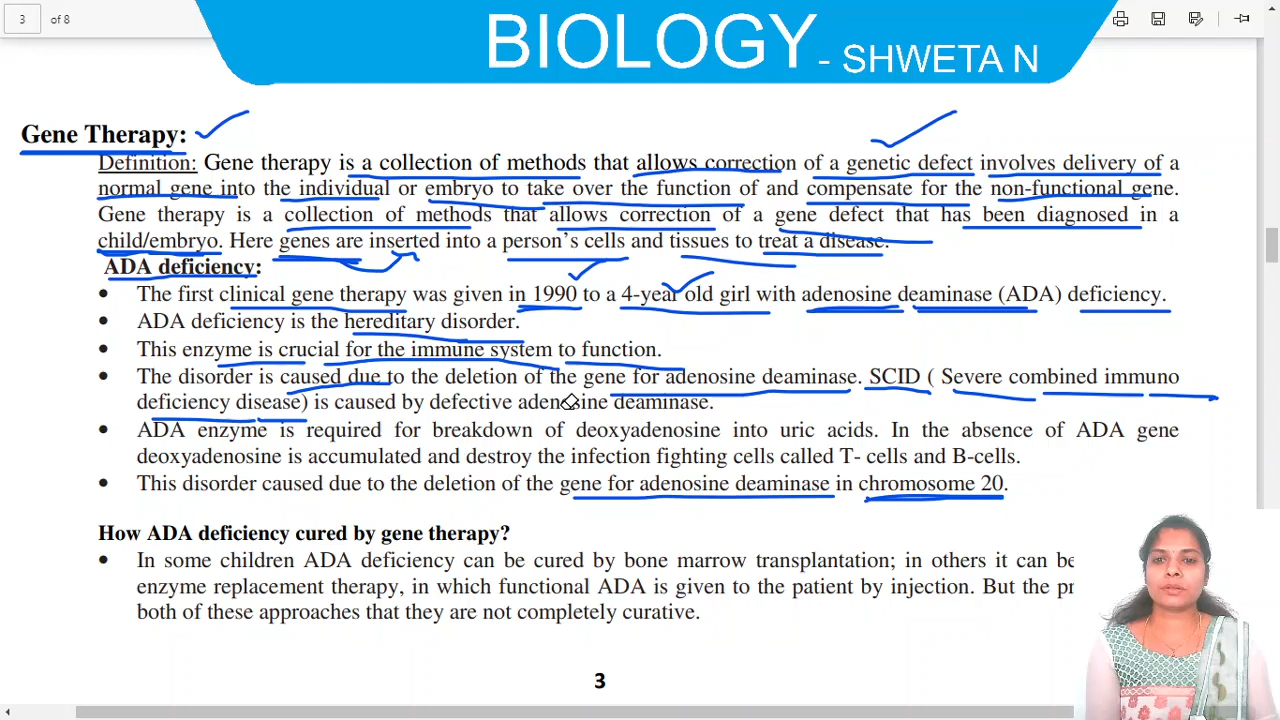 3 of 8
BIOLOGY - SHWETA N
Gene Therapy:
Definition: Gene therapy is a collection of methods that allows correction of a genetic defect involves delivery of a
normal gene into the individual or embryo to take over the function of and compensate for the non-functional gene.
Gene therapy is a collection of methods that allows correction of a gene defect that has been diagnosed in a
child/embryo. Here genes are inserted into a person's cells and tissues to treat a disease.
ADA deficiency:
• The first clinical gene therapy was given in 1990 to a 4-year old girl with adenosine deaminase (ADA) deficiency.
• ADA deficiency is the hereditary disorder.
• This enzyme is crucial for the immune system to function.
• The disorder is caused due to the deletion of the gene for adenosine deaminase. SCID ( Severe combined immuno
deficiency disease) is caused by defective adenosine deaminase.
• ADA enzyme is required for breakdown of deoxyadenosine into uric acids. In the absence of ADA gene
deoxyadenosine is accumulated and destroy the infection fighting cells called T- cells and B-cells.
• This disorder caused due to the deletion of the gene for adenosine deaminase in chromosome 20.
How ADA deficiency cured by gene therapy?
• In some children ADA deficiency can be cured by bone marrow transplantation; in others it can be
enzyme replacement therapy, in which functional ADA is given to the patient by injection. But the
both of these approaches that they are not completely curative.
3